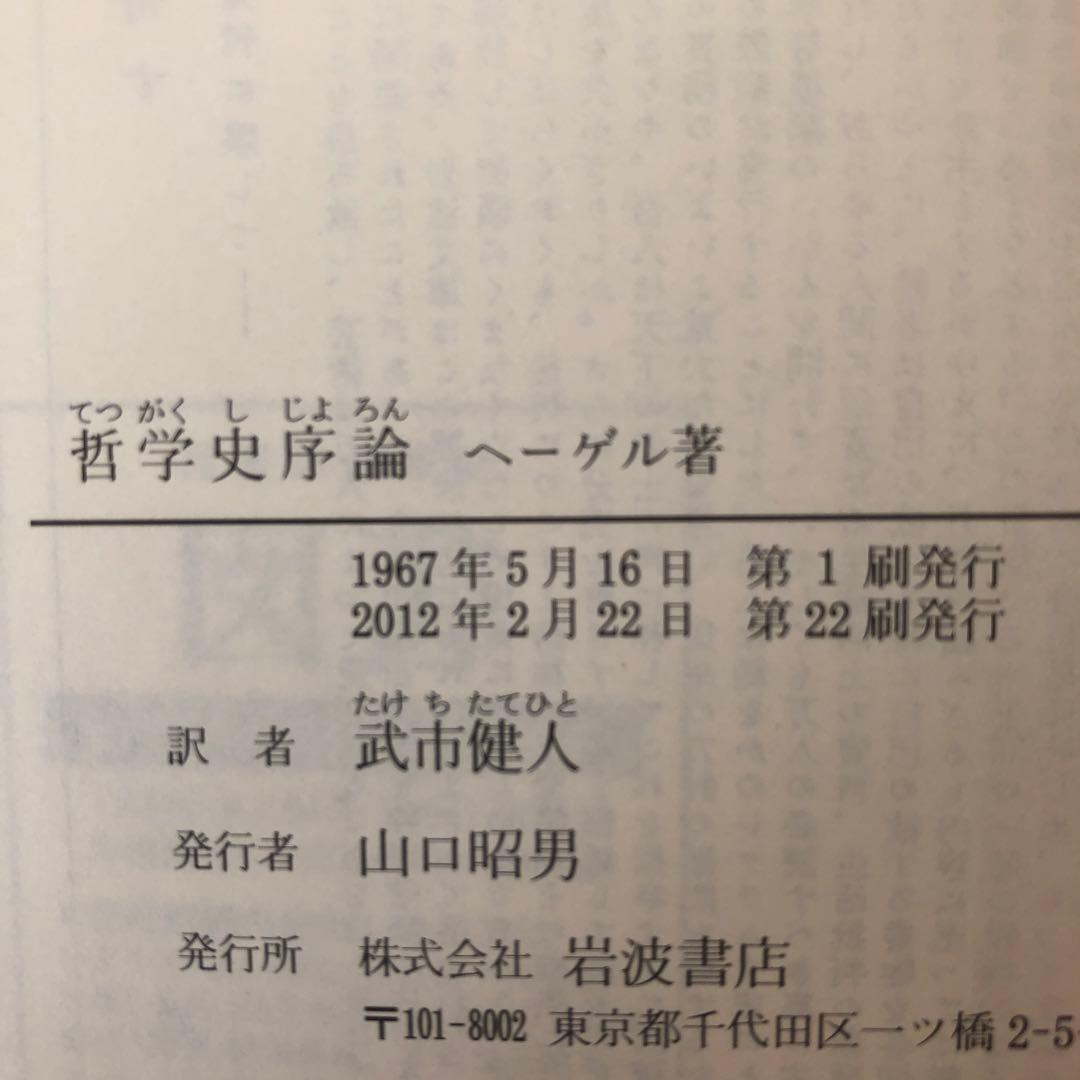 てつ がく し じよ ろん
哲学史序論 ヘーゲル著
1967年5月16日 第1刷発行
2012年2月22日 第22刷発行
たけ ち たてひと
訳者 武市健人
発行者 山口昭男
発行所 株式会社 岩波書店
〒101-8002 東京都千代田区一ツ橋2-5